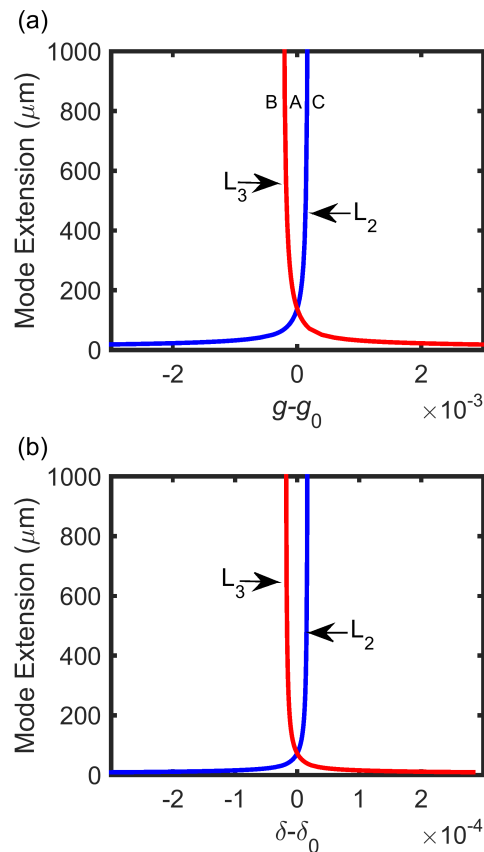 (a)
1000
800
600
400
200
0
Mode Extension (μm)
B A C
L₃
L₂
-2 0 2
g-g₀
×10⁻³
(b)
1000
800
600
400
200
0
Mode Extension (μm)
L₃
L₂
-2 -1 0 1 2
δ-δ₀
×10⁻⁴